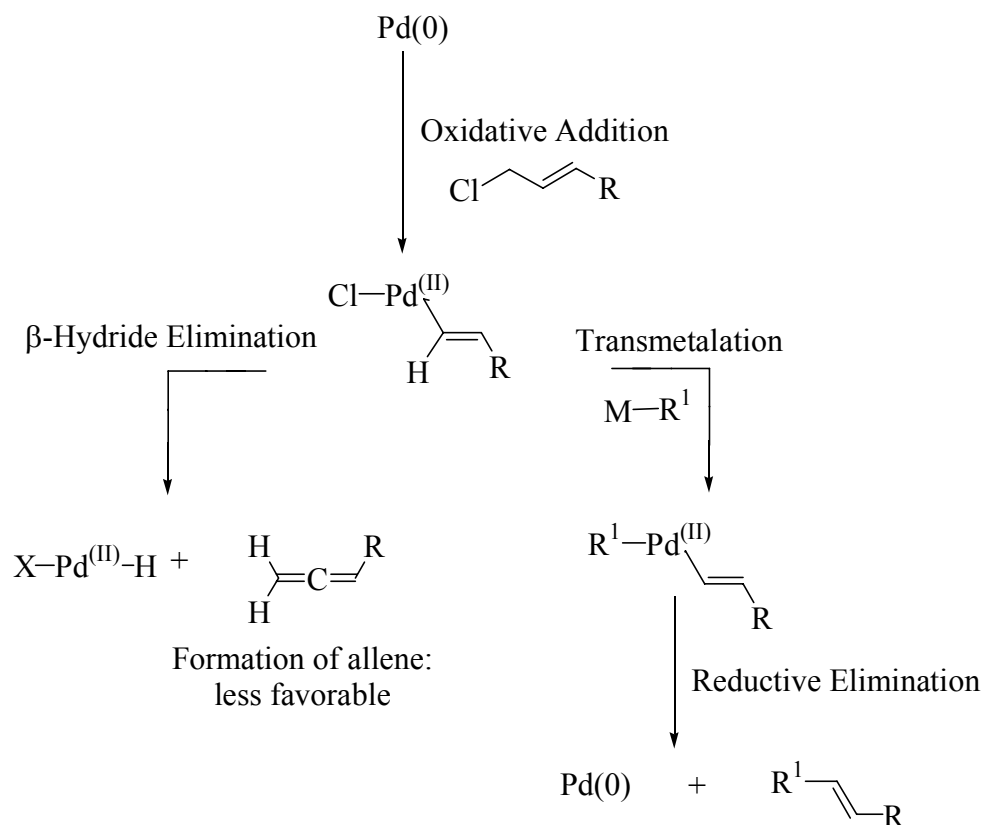 Pd(0)
Oxidative Addition
Cl R
Cl Pd(II)
H R
β-Hydride Elimination
Transmetalation
M R1
X Pd(II) H + H H C R
R1 Pd(II)
R
Formation of allene:
less favorable
Reductive Elimination
Pd(0) + R1 R